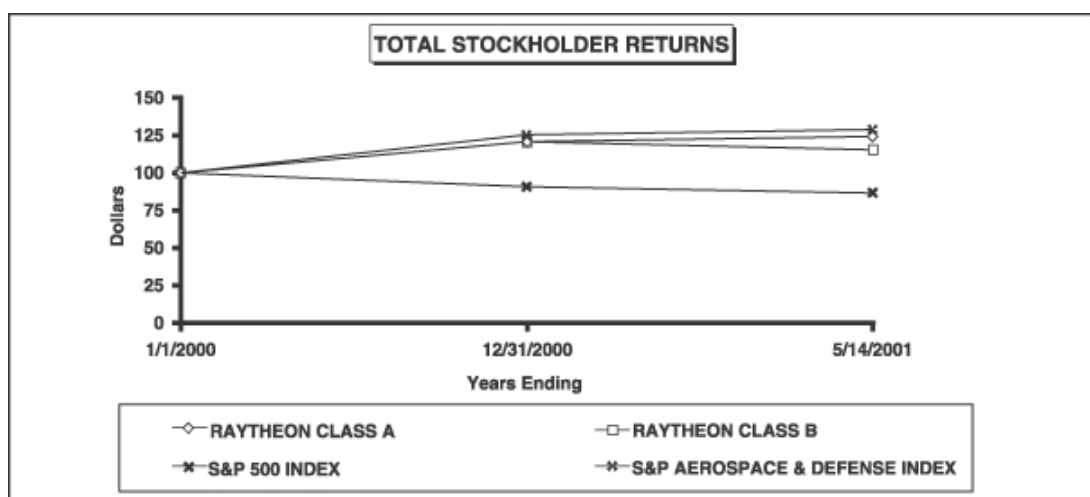 TOTAL STOCKHOLDER RETURNS
150
125
100
75
50
25
0
Dollars
1/1/2000 12/31/2000 5/14/2001
Years Ending
RAYTHEON CLASS A RAYTHEON CLASS B
S&P 500 INDEX S&P AEROSPACE & DEFENSE INDEX